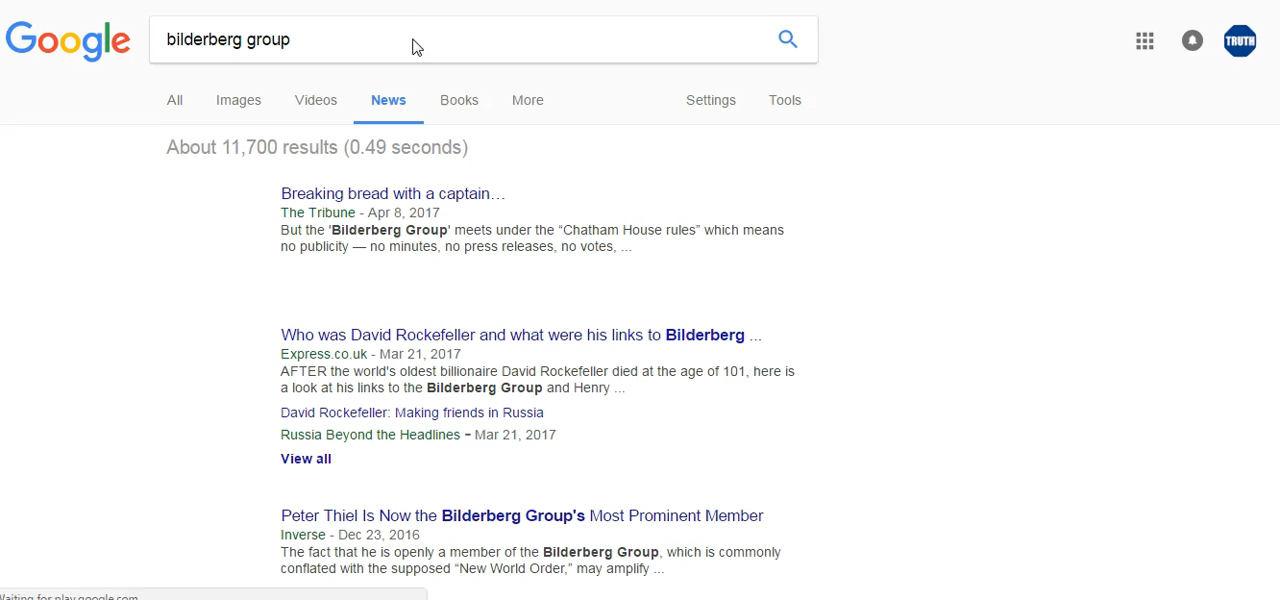 Google
bilderberg group
TRUTH
All Images Videos News Books More Settings Tools
About 11,700 results (0.49 seconds)
Breaking bread with a captain…
The Tribune - Apr 8, 2017
But the 'Bilderberg Group' meets under the “Chatham House rules” which means
no publicity — no minutes, no press releases, no votes, ...
Who was David Rockefeller and what were his links to Bilderberg ...
Express.co.uk - Mar 21, 2017
AFTER the world's oldest billionaire David Rockefeller died at the age of 101, here is
a look at his links to the Bilderberg Group and Henry ...
David Rockefeller: Making friends in Russia
Russia Beyond the Headlines - Mar 21, 2017
View all
Peter Thiel Is Now the Bilderberg Group's Most Prominent Member
Inverse - Dec 23, 2016
The fact that he is openly a member of the Bilderberg Group, which is commonly
conflated with the supposed “New World Order,” may amplify ...
Waiting for play.google.com